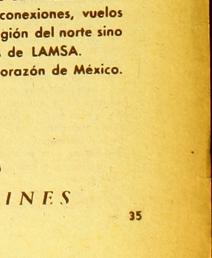 conexiones, vuelos
gión del norte sino
de LAMSA.
orazón de México.
INES
35